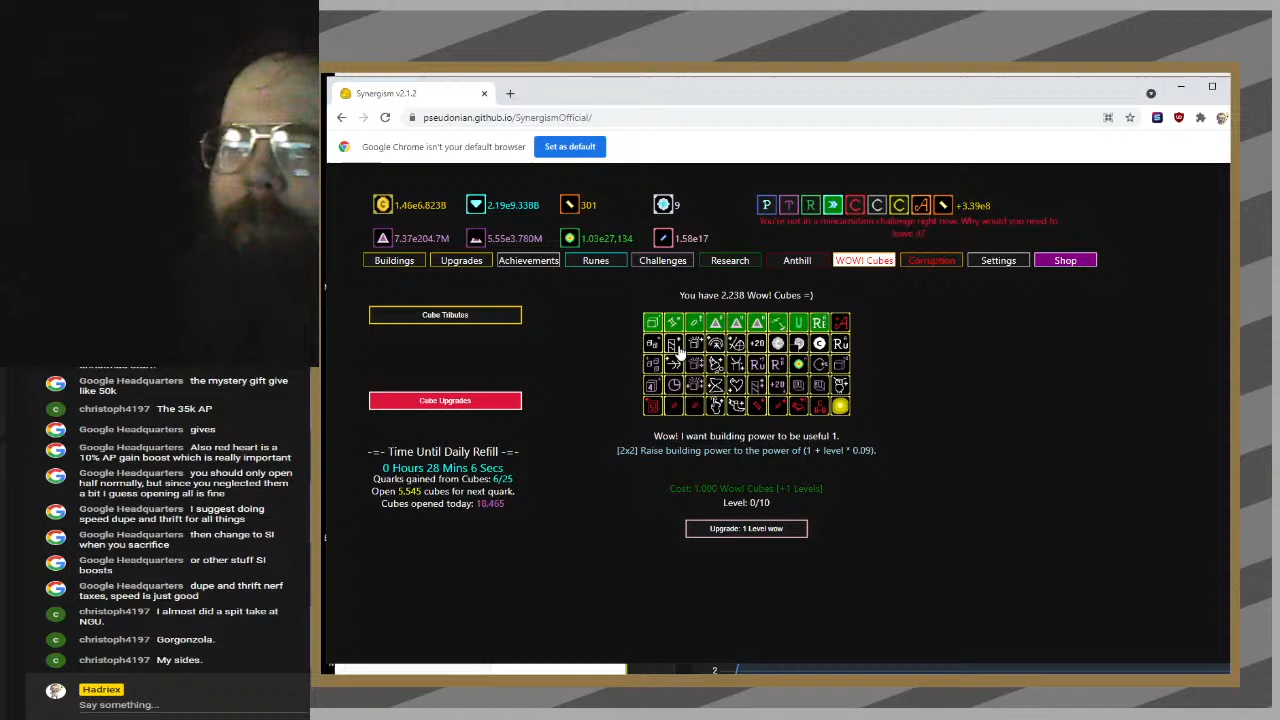 christmas start!
Google Headquarters the mystery gift give
like 50k
c christoph4197 The 35k AP
Google Headquarters gives
Google Headquarters Also red heart is a
10% AP gain boost which is really important
Google Headquarters you should only open
half normally, but since you neglected them
a bit I guess opening all is fine
Google Headquarters I suggest doing
speed dupe and thrift for all things
Google Headquarters then change to SI
when you sacrifice
Google Headquarters or other stuff SI
boosts
Google Headquarters dupe and thrift nerf
taxes, speed is just good
c christoph4197 I almost did a spit take at
NGU.
c christoph4197 Gorgonzola.
c christoph4197 My sides.
Hadriex
Say something...
Synergism v2.1.2
pseudonian.github.io/SynergismOfficial/
Google Chrome isn't your default browser
Set as default
1.46e6.823B
2.19e9.338B
301
9
P T R C C C A +3.39e8
You're not in a reincarnation challenge right now. Why would you need to
leave it?
7.37e204.7M
5.55e3.780M
1.03e27,134
1.58e17
Buildings
Upgrades
Achievements
Runes
Challenges
Research
Anthill
WOW! Cubes
Corruption
Settings
Shop
Cube Tributes
Cube Upgrades
-=- Time Until Daily Refill -=-
0 Hours 28 Mins 6 Secs
Quarks gained from Cubes: 6/25
Open 5,545 cubes for next quark.
Cubes opened today: 18,465
You have 2,238 Wow! Cubes =)
Wow! I want building power to be useful 1.
[2x2] Raise building power to the power of (1 + level * 0.09).
Cost: 1,000 Wow! Cubes [+1 Levels]
Level: 0/10
Upgrade: 1 Level wow
2